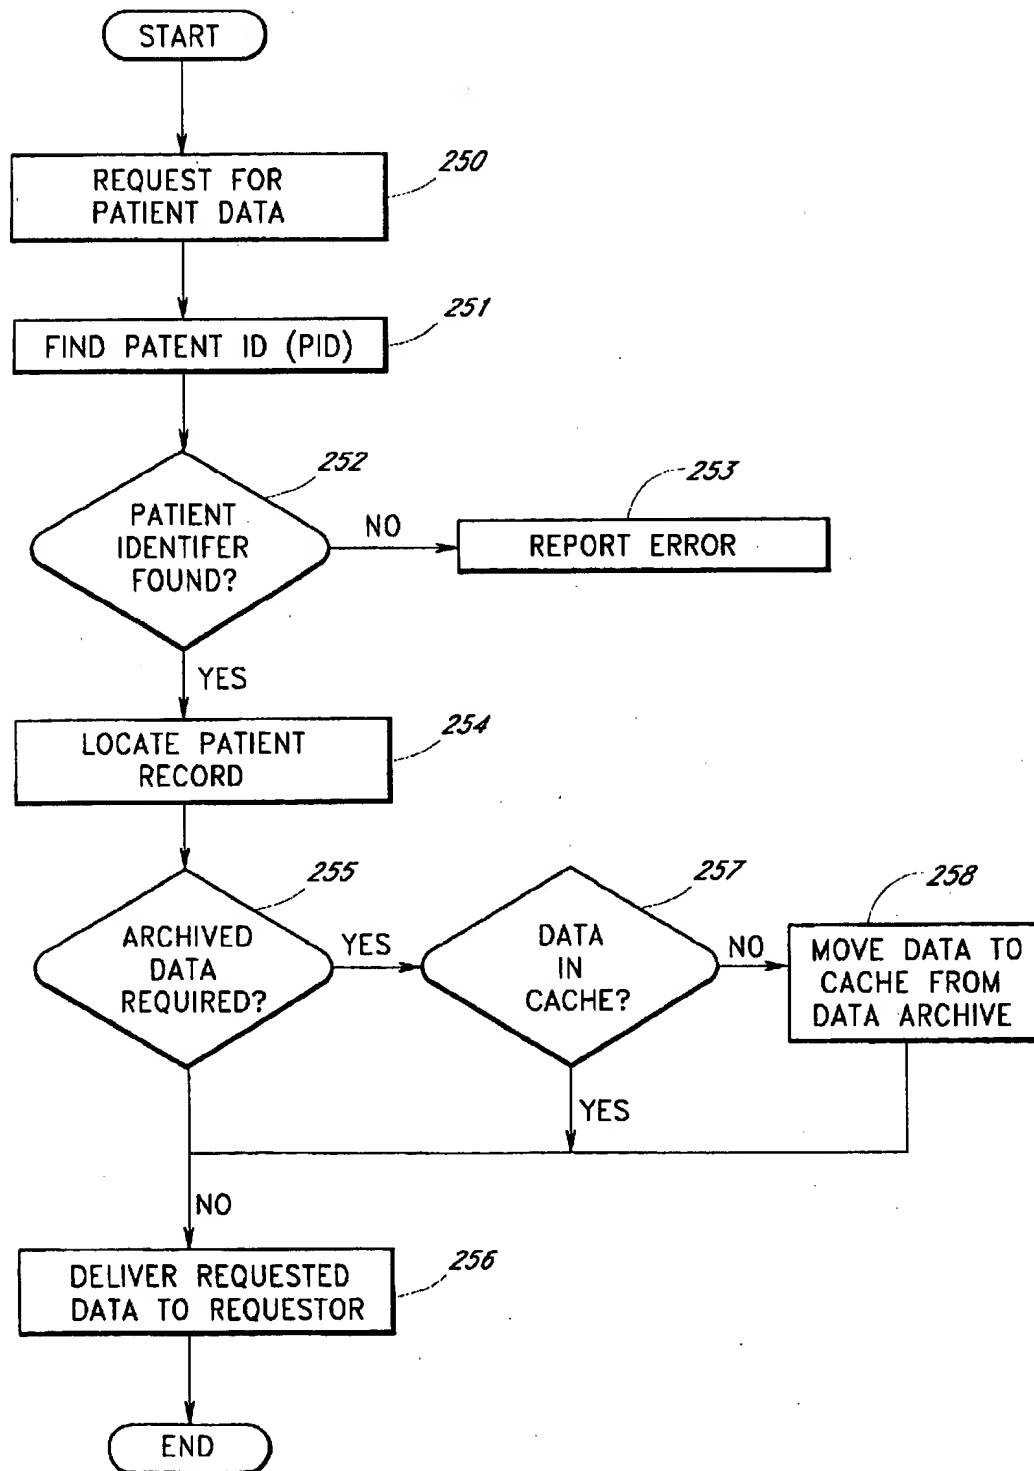 START
250
REQUEST FOR
PATIENT DATA
251
FIND PATENT ID (PID)
252
PATIENT
IDENTIFER
FOUND?
NO
253
REPORT ERROR
YES
254
LOCATE PATIENT
RECORD
255
ARCHIVED
DATA
REQUIRED?
YES
257
DATA
IN
CACHE?
NO
258
MOVE DATA TO
CACHE FROM
DATA ARCHIVE
YES
NO
256
DELIVER REQUESTED
DATA TO REQUESTOR
END